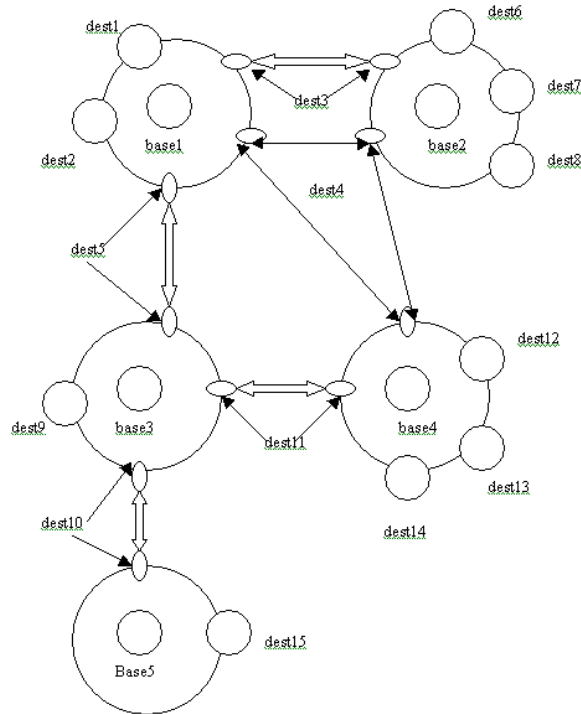 dest6
dest1
dest7
dest3
base1
base2
dest2
dest8
dest4
dest5
dest12
dest9
base3
base4
dest11
dest13
dest10
dest14
dest15
Base5